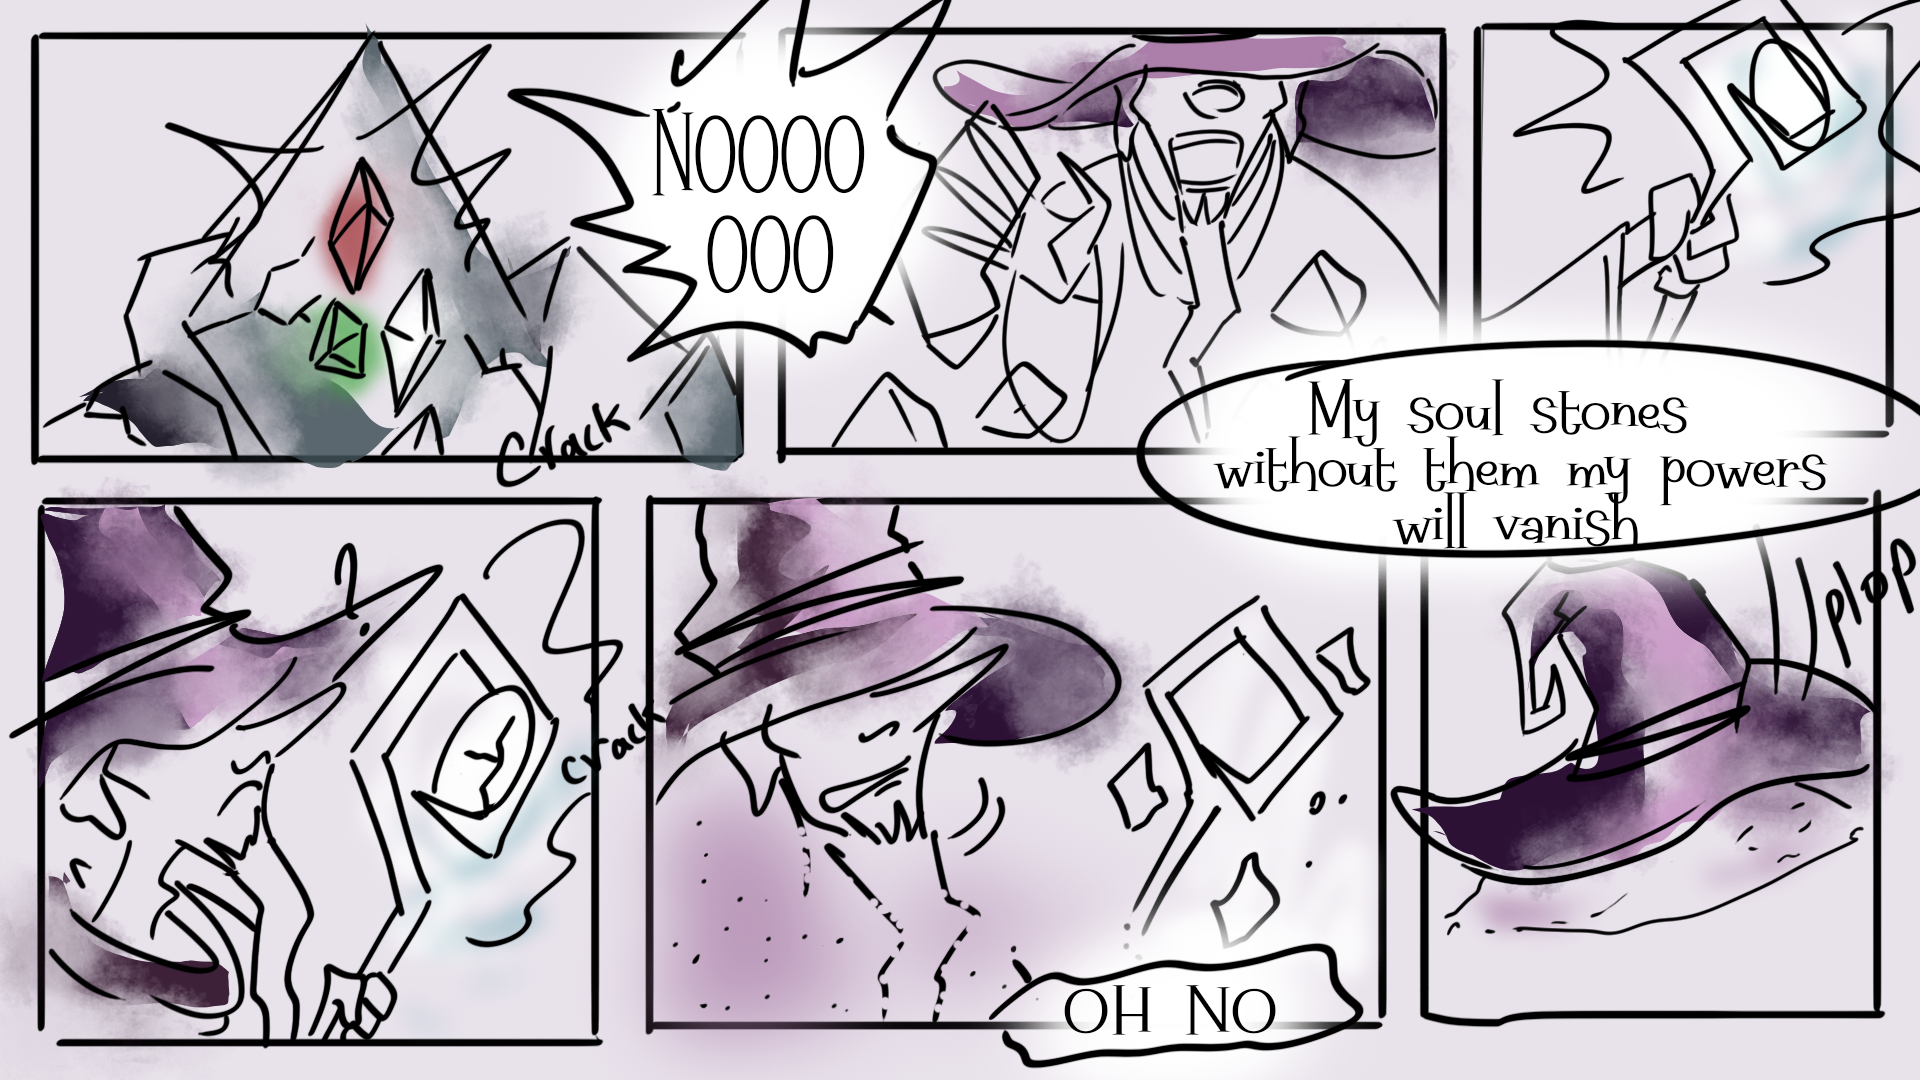 NOOOO
OOO
Crack
My soul stones
without them my powers
will vanish
?
crack
OH NO
plop